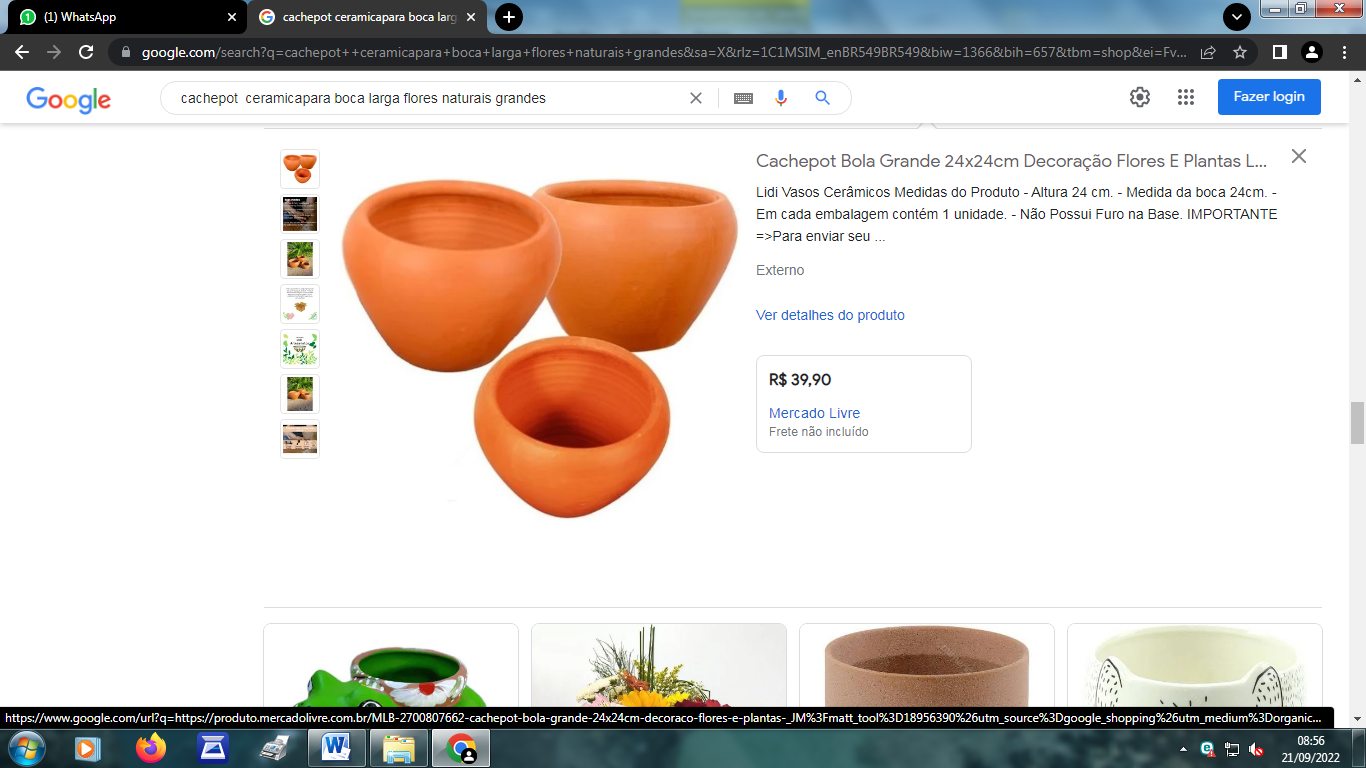 (1) WhatsApp
cachepot ceramicapara boca larg
google.com/search?q=cachepot++ceramicapara+boca+larga+flores+naturais+grandes&sa=X&rlz=1C1MSIM_enBR549BR549&biw=1366&bih=657&tbm=shop&ei=Fv...
Google
cachepot  ceramicapara boca larga flores naturais grandes
Fazer login
Cachepot Bola Grande 24x24cm Decoração Flores E Plantas L...
Lidi Vasos Cerâmicos Medidas do Produto - Altura 24 cm. - Medida da boca 24cm. -
Em cada embalagem contém 1 unidade. - Não Possui Furo na Base. IMPORTANTE
=>Para enviar seu ...
Externo
Ver detalhes do produto
R$ 39,90
Mercado Livre
Frete não incluído
https://www.google.com/url?q=https://produto.mercadolivre.com.br/MLB-2700807662-cachepot-bola-grande-24x24cm-decoraco-flores-e-plantas-_JM%3Fmatt_tool%3D18956390%26utm_source%3Dgoogle_shopping%26utm_medium%3Dorganic...
08:56
21/09/2022